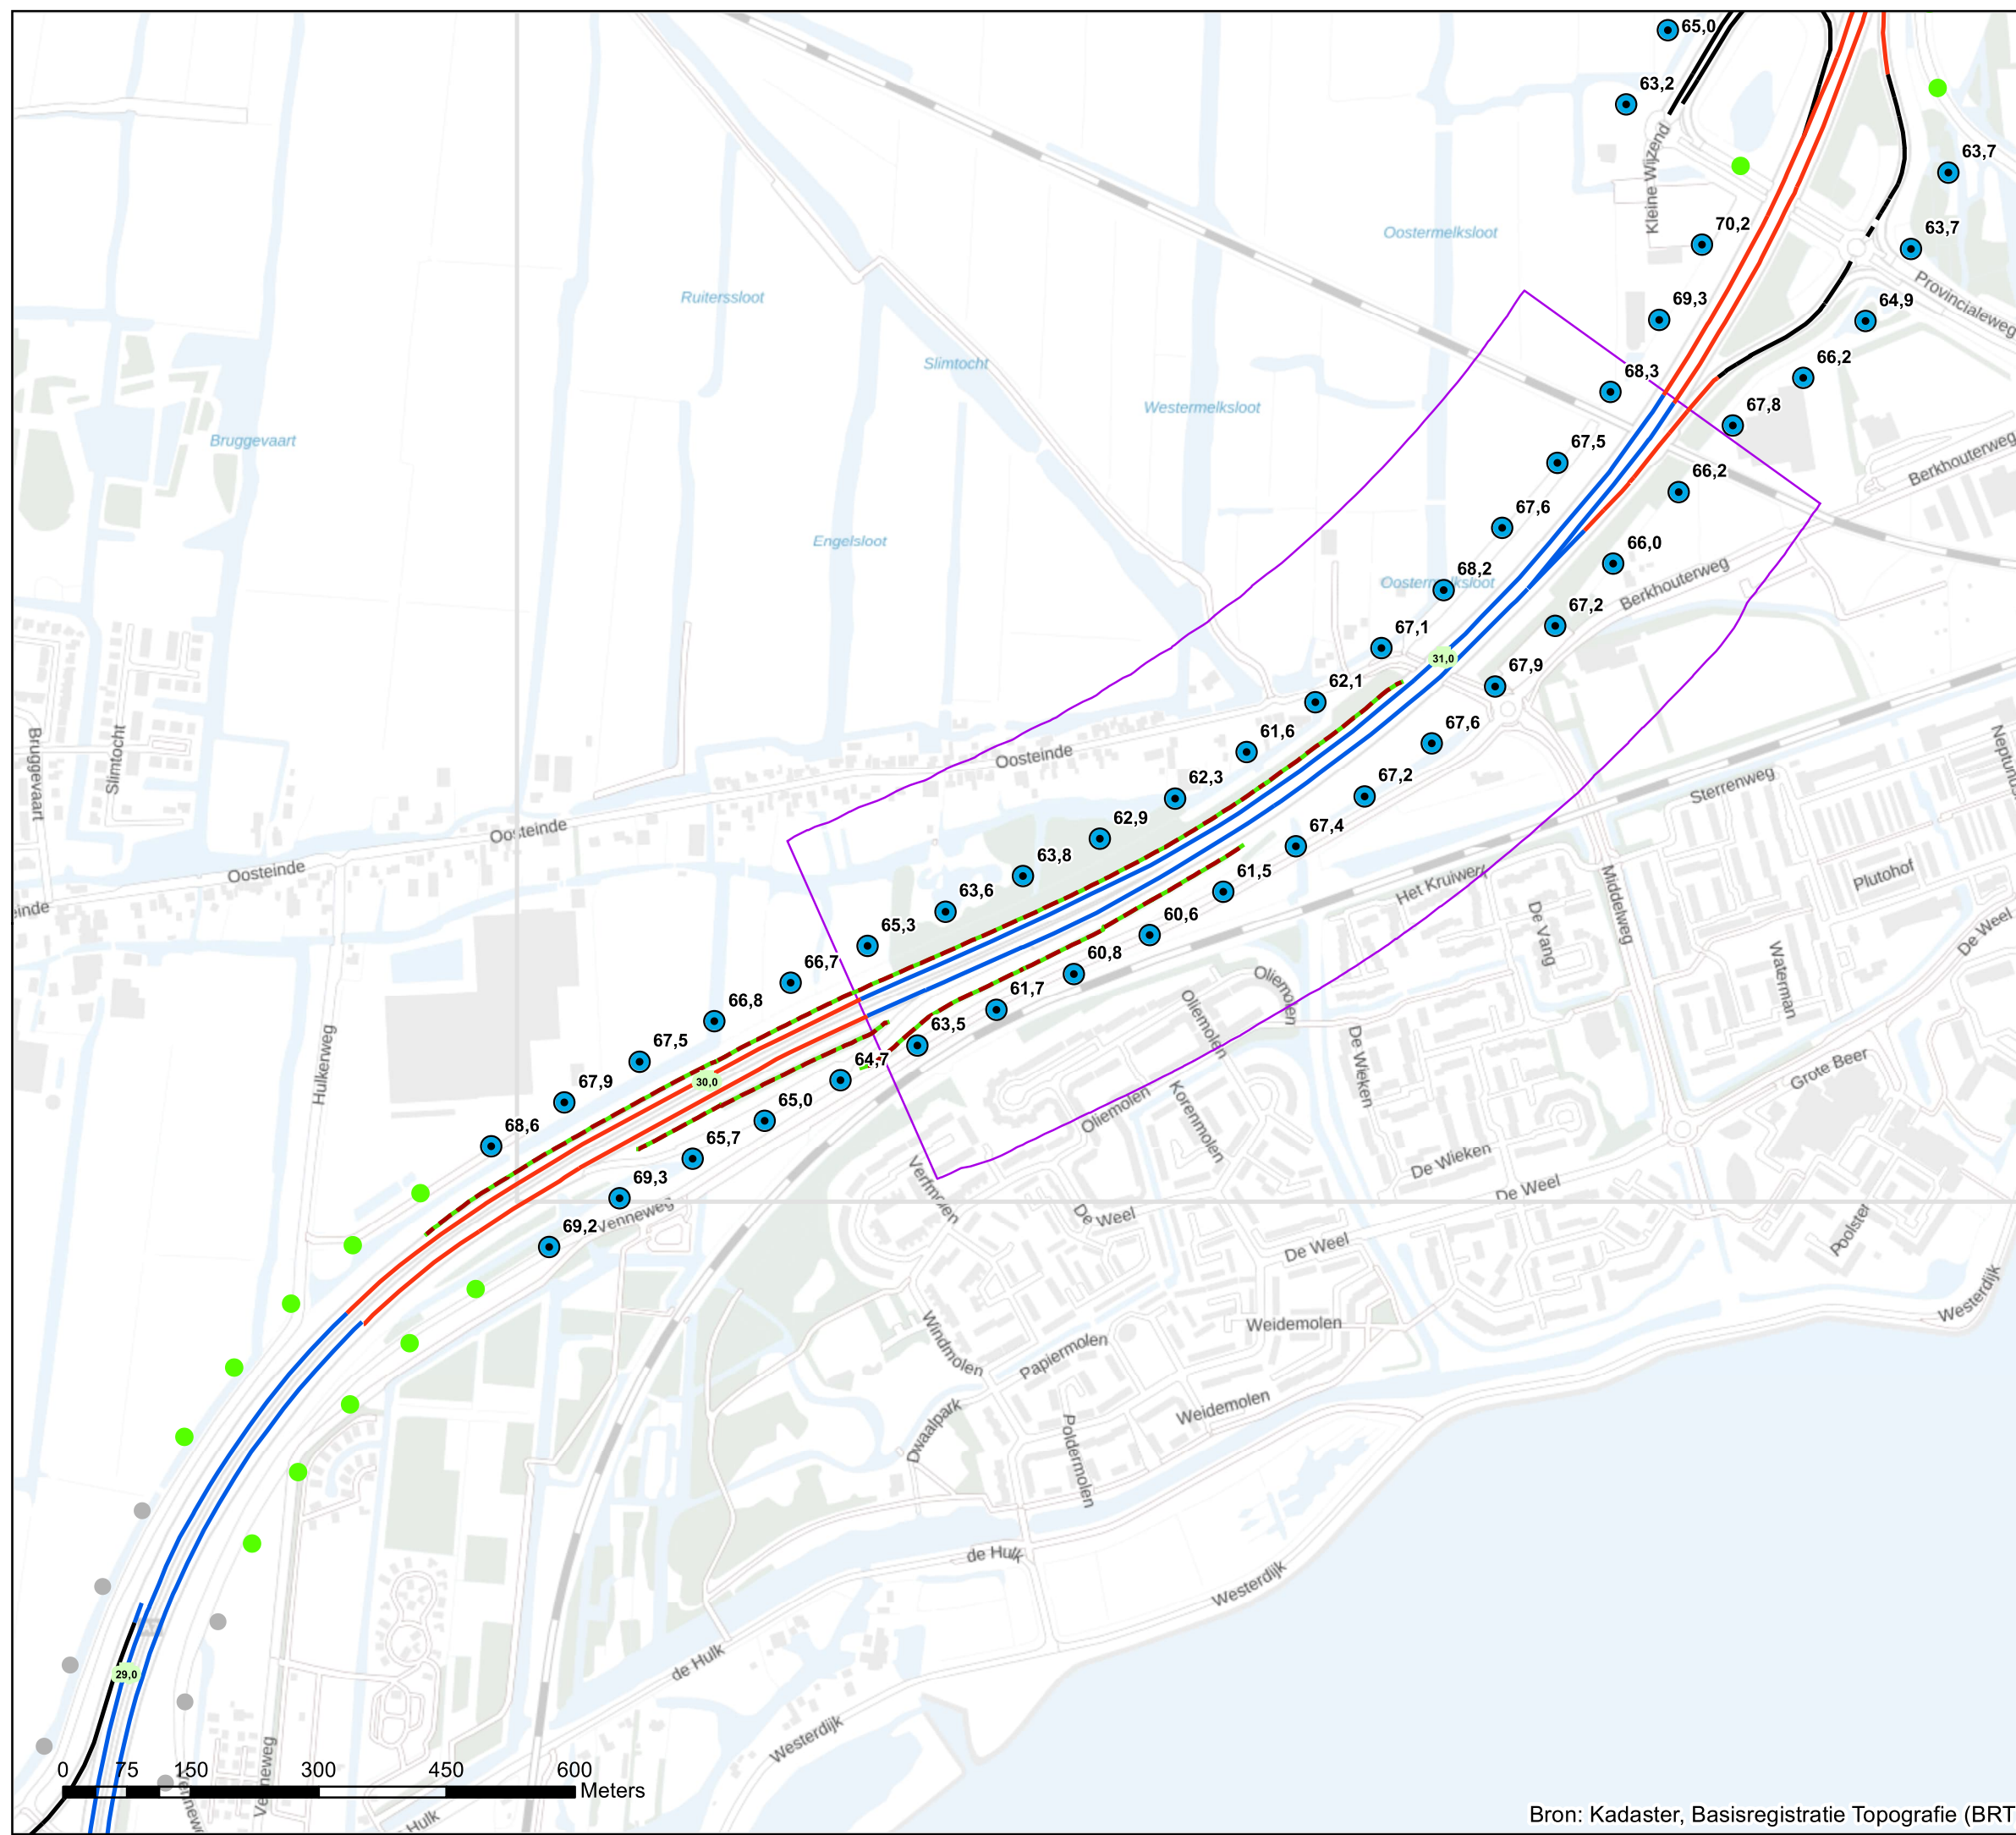 65,0
63,2
Kleine Wijzend
63,7
70,2
63,7
Oostermelksloot
Provincialeweg
69,3
64,9
Ruiterssloot
68,3
66,2
Slimtocht
Westermelksloot
67,8
Bruggevaart
67,5
66,2
Berkhouterweg
67,6
66,0
Engelsloot
68,2
Oostermelksloot
Berkhouterweg
67,2
67,1
31,0
67,9
62,1
67,6
61,6
Oosteinde
Bruggevaart
Slimtocht
62,3
67,2
Sterrenweg
62,9
67,4
Oosteinde
Oosteinde
63,8
61,5
Het Kruiwerk
Plutohof
einde
63,6
60,6
De Vang
Middelweg
De Weel
65,3
60,8
Waterman
66,7
61,7
Oliemolen
Oliemolen
66,8
63,5
67,5
64,7
De Wieken
Hulkerweg
30,0
67,9
65,0
Oliemolen
Korenmolen
Grote Beer
68,6
65,7
De Wieken
69,3
Verfmolen
De Weel
De Weel
Venneweg
69,2
De Weel
Poolster
Westerdijk
Windmolen
Papiermolen
Weidemolen
Weidemolen
Dwaalpark
Poldermolen
de Hulk
Westerdijk
de Hulk
29,0
Westerdijk
Venneweg
0 75 150 300 450 600
Meters
Hulk
Bron: Kadaster, Basisregistratie Topografie (BRT